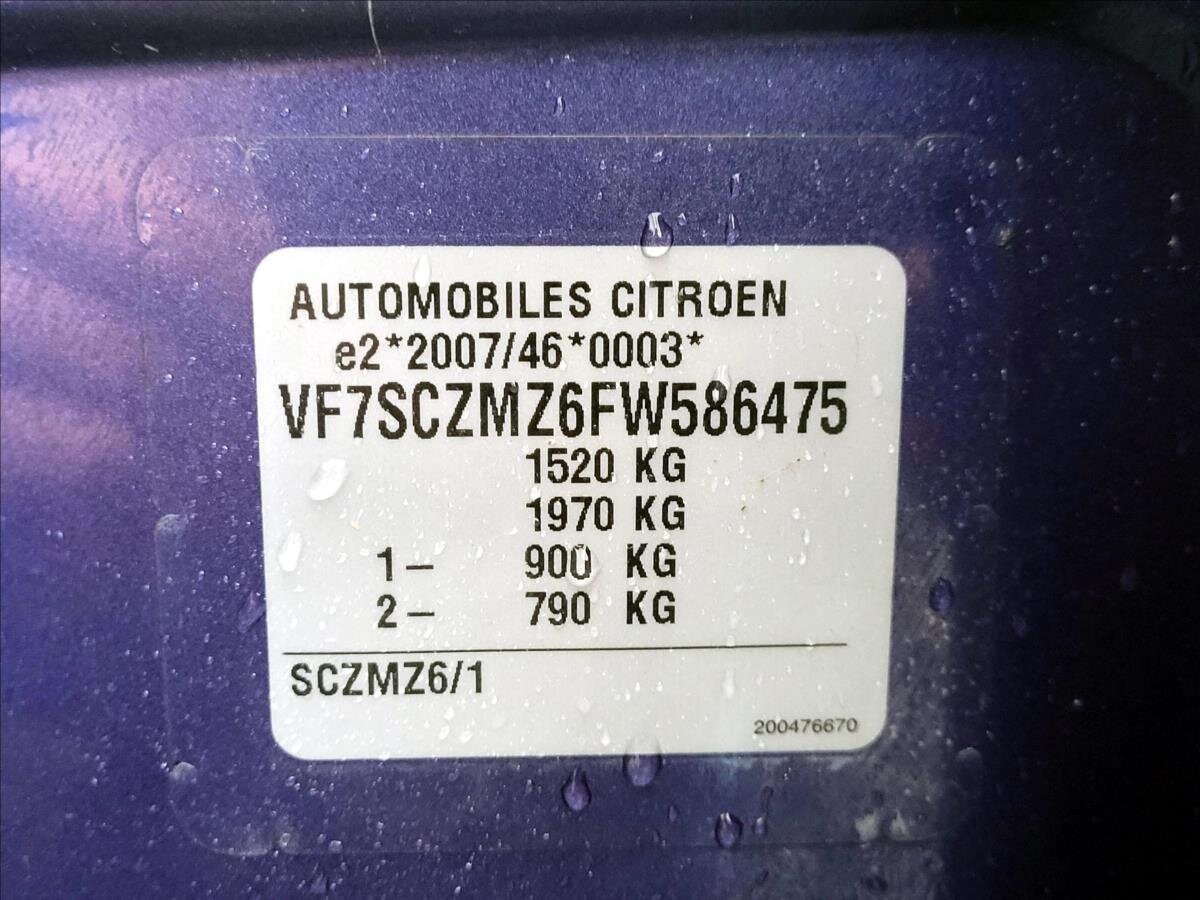 AUTOMOBILES CITROEN
e2*2007/46*0003*
VF7SCZMZ6FW586475
1520 KG
1970 KG
1– 900 KG
2– 790 KG
SCZMZ6/1
200476670